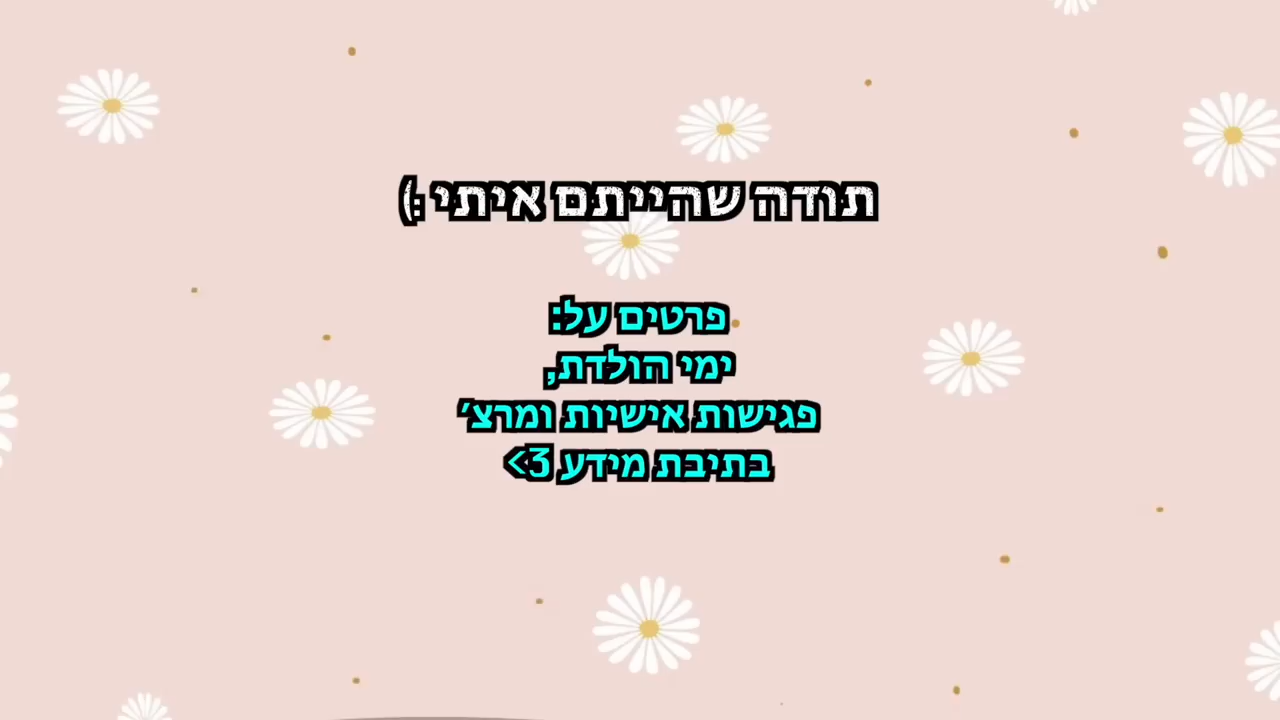 תודה שהייתם איתי :)
פרטים על:
ימי הולדת,
פגישות אישיות ומרצ'
בתיבת מידע 3>